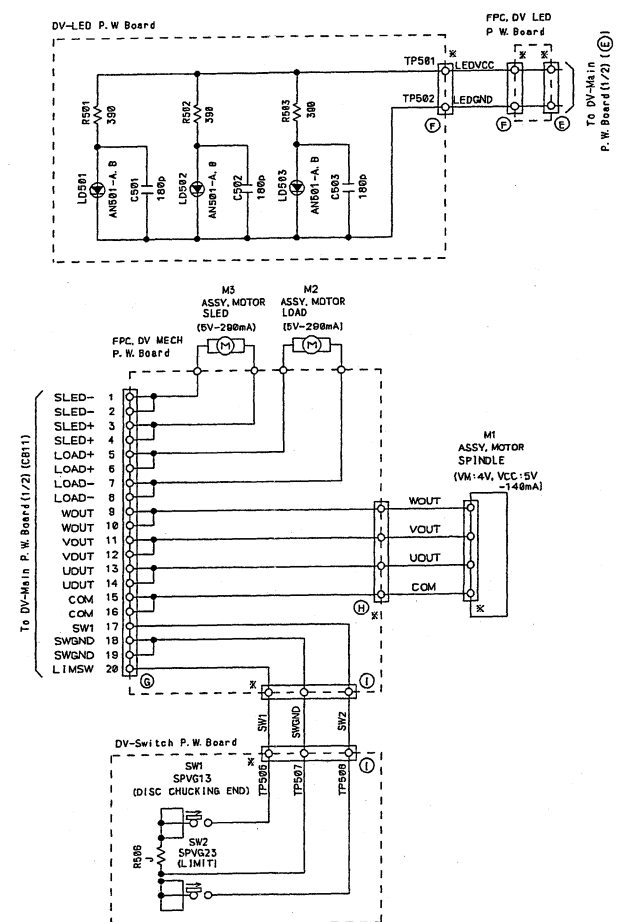 DV-LED P.W Board
FPC, DV LED
P W. Board
TP501
※
LEDVCC
※
※
TP502
LEDGND
Ⓕ
Ⓕ
Ⓔ
To DV-Main
P.W. Board(1/2) (Ⓔ)
R501
390
R502
390
R503
390
LD501
AN501-A, B
C501
180p
LD502
AN501-A, B
C502
180p
LD503
AN501-A, B
C503
180p
M3
ASSY, MOTOR
SLED
(5V-290mA)
M2
ASSY, MOTOR
LOAD
(5V-290mA)
M
M
FPC, DV MECH
P.W. Board
To DV-Main P.W. Board(1/2) (CB11)
SLED- 1
SLED- 2
SLED+ 3
SLED+ 4
LOAD+ 5
LOAD+ 6
LOAD- 7
LOAD- 8
WOUT 9
WOUT 10
VOUT 11
VOUT 12
UOUT 13
UOUT 14
COM 15
COM 16
SW1 17
SWGND 18
SWGND 19
LIMSW 20
Ⓖ
M1
ASSY, MOTOR
SPINDLE
(VM:4V, VCC:5V
-140mA)
WOUT
VOUT
UOUT
COM
Ⓗ
※
※
※
Ⓘ
SW1
SWGND
SW2
DV-Switch P.W. Board
※
Ⓘ
TP506
TP507
TP508
SW1
SPVG13
(DISC CHUCKING END)
SW2
SPVG23
(LIMIT)
R506
J